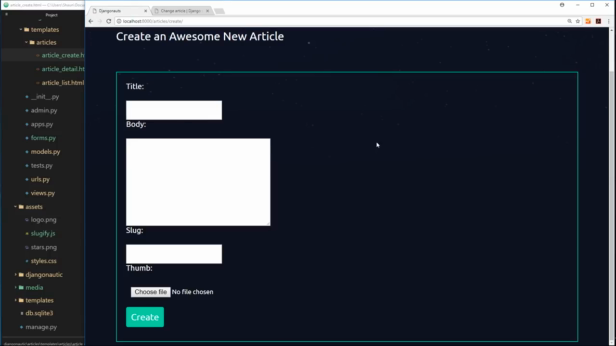 Project
templates
articles
article_create.h
article_detail.ht
article_list.html
__init__.py
admin.py
apps.py
forms.py
models.py
tests.py
urls.py
views.py
assets
logo.png
slugify.js
stars.png
styles.css
djangonautic
media
templates
db.sqlite3
manage.py
Djangonauts
Change article | Django
localhost:8000/articles/create/
Create an Awesome New Article
Title:
Body:
Slug:
Thumb:
Choose file No file chosen
Create